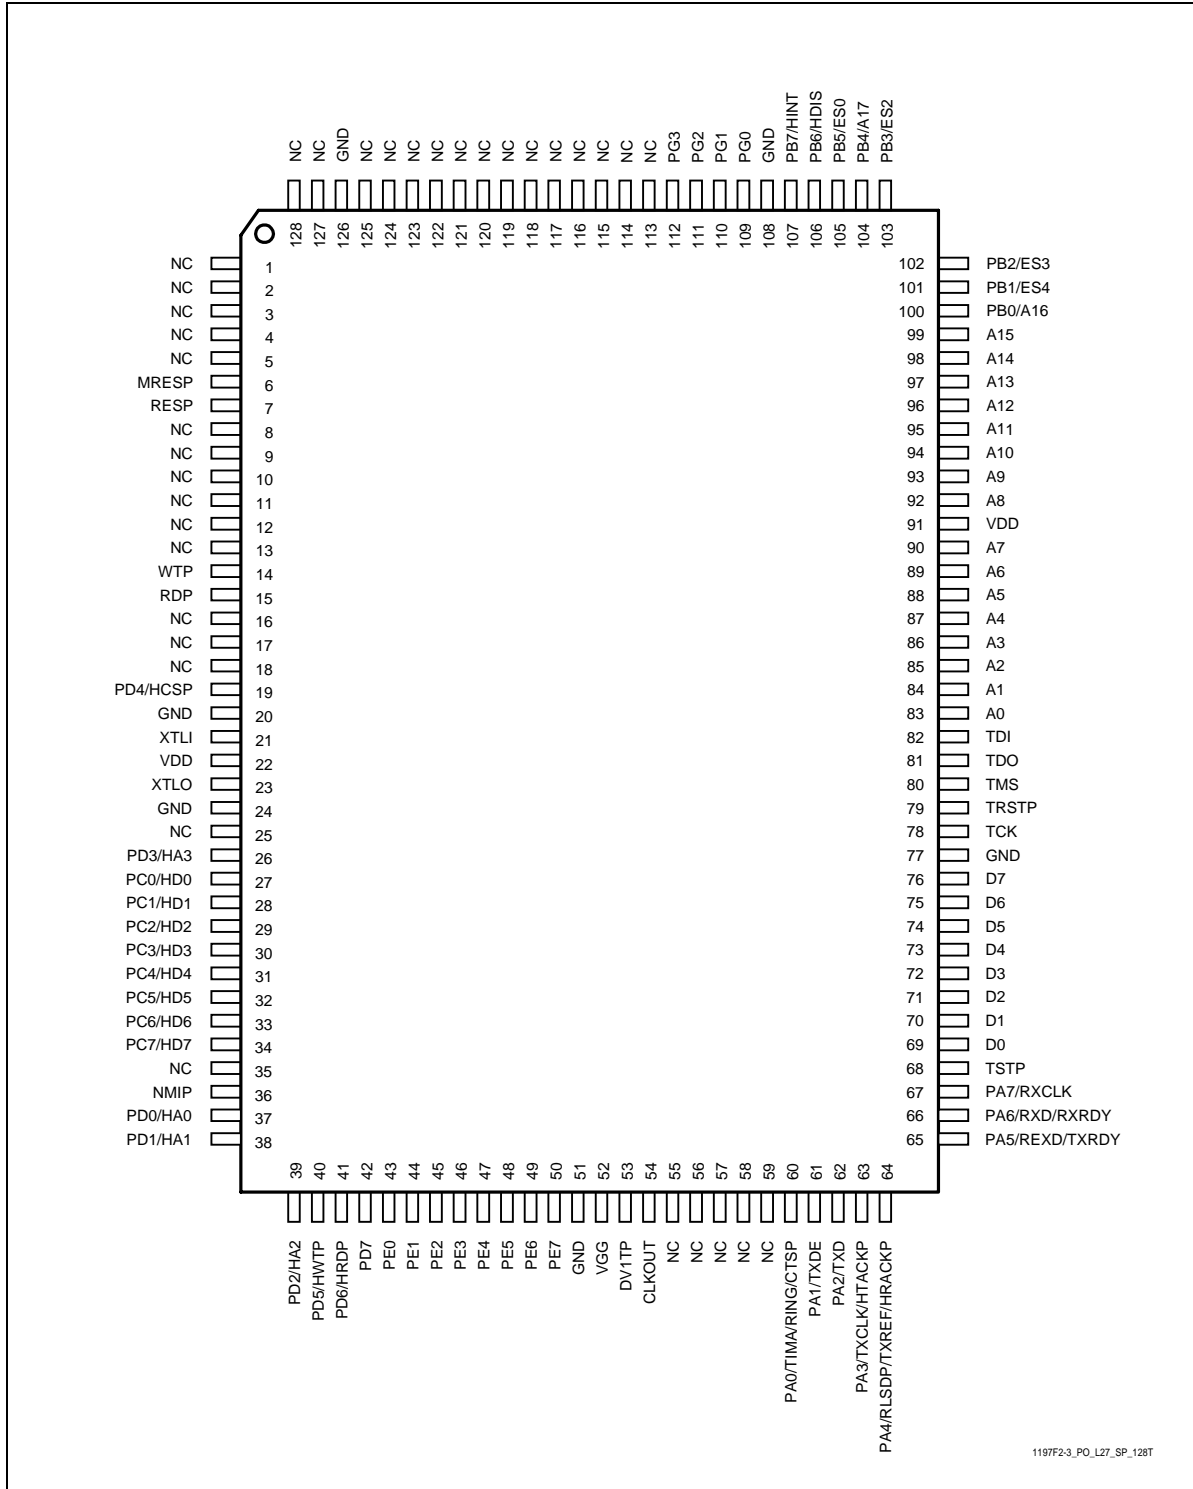 NC NC GND NC NC NC NC NC NC NC NC NC NC NC NC NC PG3 PG2 PG1 PG0 GND PB7/HINT PB6/HDIS PB5/ES0 PB4/A17 PB3/ES2
128 127 126 125 124 123 122 121 120 119 118 117 116 115 114 113 112 111 110 109 108 107 106 105 104 103
NC 1 102 PB2/ES3
NC 2 101 PB1/ES4
NC 3 100 PB0/A16
NC 4 99 A15
NC 5 98 A14
MRESP 6 97 A13
RESP 7 96 A12
NC 8 95 A11
NC 9 94 A10
NC 10 93 A9
NC 11 92 A8
NC 12 91 VDD
NC 13 90 A7
WTP 14 89 A6
RDP 15 88 A5
NC 16 87 A4
NC 17 86 A3
NC 18 85 A2
PD4/HCSP 19 84 A1
GND 20 83 A0
XTLI 21 82 TDI
VDD 22 81 TDO
XTLO 23 80 TMS
GND 24 79 TRSTP
NC 25 78 TCK
PD3/HA3 26 77 GND
PC0/HD0 27 76 D7
PC1/HD1 28 75 D6
PC2/HD2 29 74 D5
PC3/HD3 30 73 D4
PC4/HD4 31 72 D3
PC5/HD5 32 71 D2
PC6/HD6 33 70 D1
PC7/HD7 34 69 D0
NC 35 68 TSTP
NMIP 36 67 PA7/RXCLK
PD0/HA0 37 66 PA6/RXD/RXRDY
PD1/HA1 38 65 PA5/REXD/TXRDY
39 40 41 42 43 44 45 46 47 48 49 50 51 52 53 54 55 56 57 58 59 60 61 62 63 64
PD2/HA2 PD5/HWTP PD6/HRDP PD7 PE0 PE1 PE2 PE3 PE4 PE5 PE6 PE7 GND VGG DV1TP CLKOUT NC NC NC NC NC PA0/TIMA/RING/CTSP PA1/TXDE PA2/TXD PA3/TXCLK/HTACKP PA4/RLSDP/TXREF/HRACKP
1197F2-3_PO_L27_SP_128T